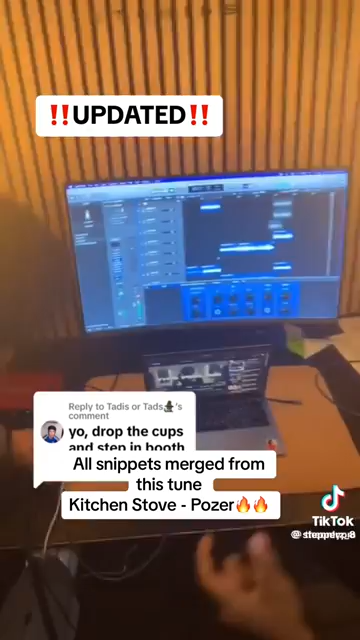 ‼️UPDATED‼️
Reply to Tadis or Tads🥷's
comment
yo, drop the cups
and step in booth
All snippets merged from
this tune
Kitchen Stove - Pozer🔥🔥
TikTok